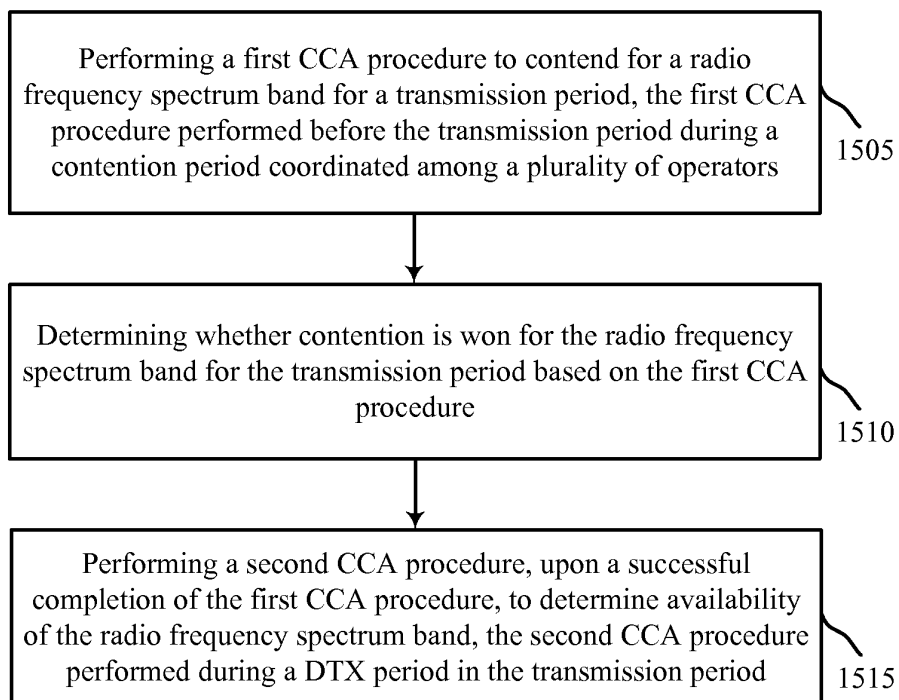 Performing a first CCA procedure to contend for a radio
frequency spectrum band for a transmission period, the first CCA
procedure performed before the transmission period during a
contention period coordinated among a plurality of operators
1505
Determining whether contention is won for the radio frequency
spectrum band for the transmission period based on the first CCA
procedure
1510
Performing a second CCA procedure, upon a successful
completion of the first CCA procedure, to determine availability
of the radio frequency spectrum band, the second CCA procedure
performed during a DTX period in the transmission period
1515